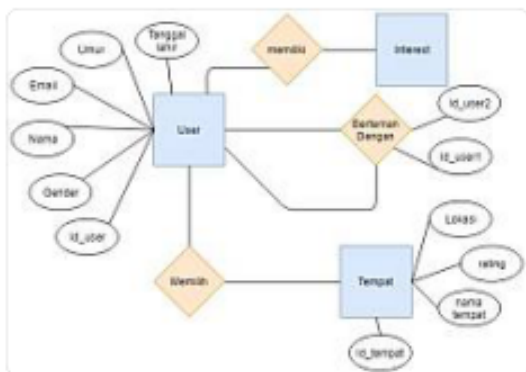 Tanggal
lahir
memiliki
Interest
Umur
Email
Id_user2
User
Berteman
Dengan
Nama
Id_user1
Gender
Id_user
Lokasi
Memilih
Tempat
rating
nama
tempat
Id_tempat